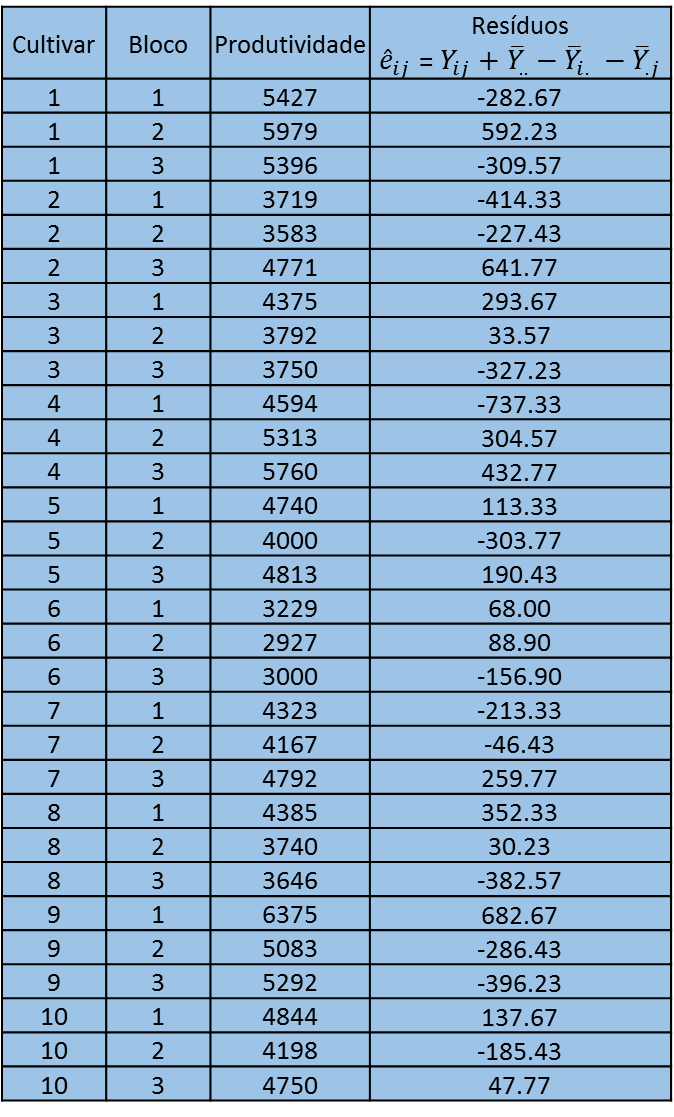 Cultivar Bloco Produtividade Resíduos
ê_ij = Y_ij + Ȳ.. − Ȳ_i. − Ȳ_.j
1 1 5427 -282.67
1 2 5979 592.23
1 3 5396 -309.57
2 1 3719 -414.33
2 2 3583 -227.43
2 3 4771 641.77
3 1 4375 293.67
3 2 3792 33.57
3 3 3750 -327.23
4 1 4594 -737.33
4 2 5313 304.57
4 3 5760 432.77
5 1 4740 113.33
5 2 4000 -303.77
5 3 4813 190.43
6 1 3229 68.00
6 2 2927 88.90
6 3 3000 -156.90
7 1 4323 -213.33
7 2 4167 -46.43
7 3 4792 259.77
8 1 4385 352.33
8 2 3740 30.23
8 3 3646 -382.57
9 1 6375 682.67
9 2 5083 -286.43
9 3 5292 -396.23
10 1 4844 137.67
10 2 4198 -185.43
10 3 4750 47.77